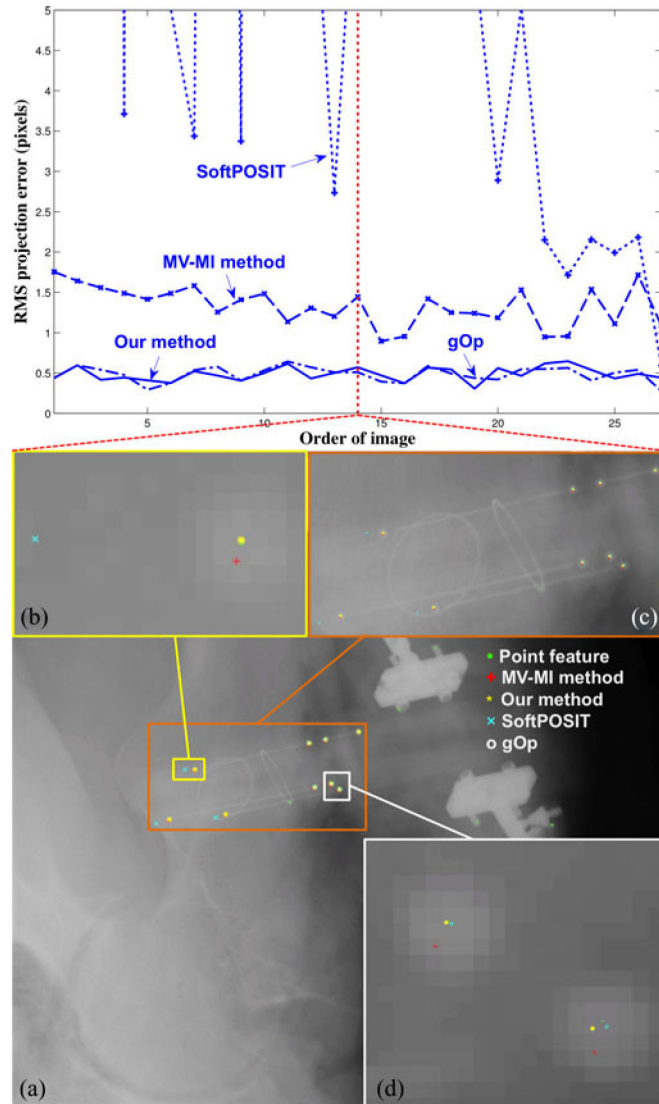 5
4.5
4
3.5
3
2.5
2
1.5
1
0.5
0
RMS projection error (pixels)
SoftPOSIT
MV-MI method
Our method
gOp
5
10
15
20
25
Order of image
(b)
(c)
Point feature
MV-MI method
Our method
SoftPOSIT
gOp
(a)
(d)